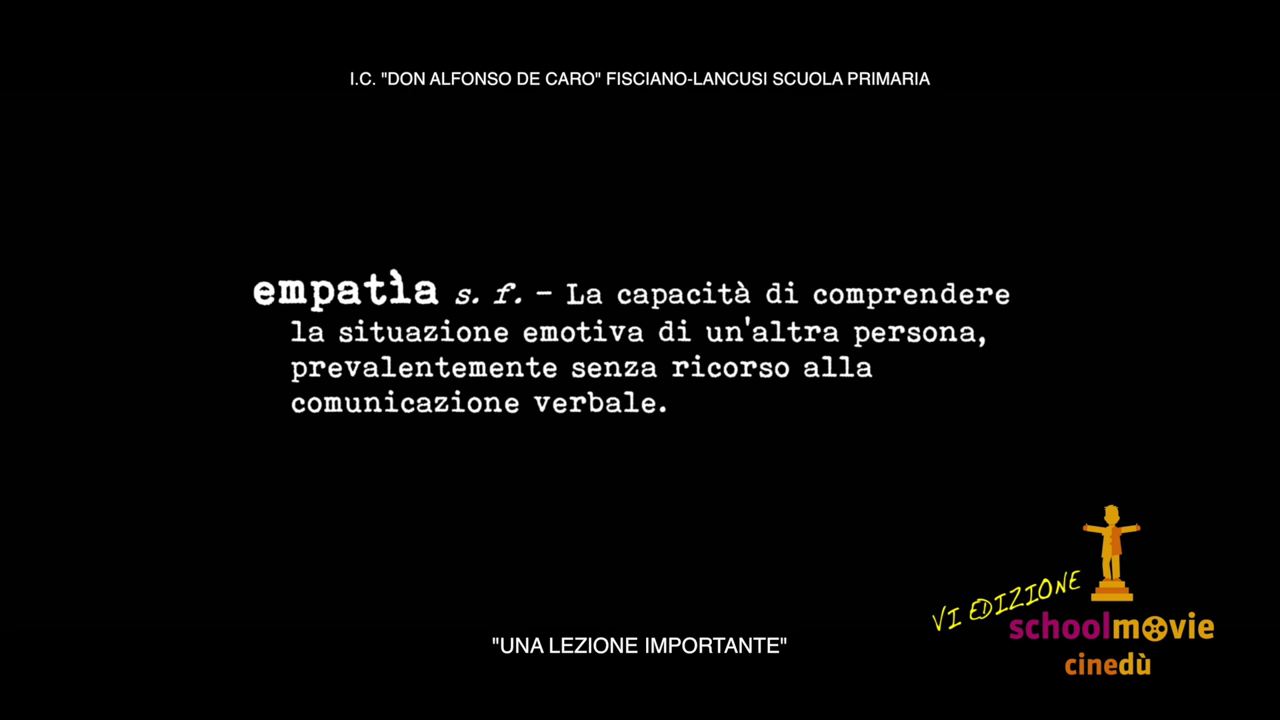 I.C. "DON ALFONSO DE CARO" FISCIANO-LANCUSI SCUOLA PRIMARIA
empatìa s. f. – La capacità di comprendere
la situazione emotiva di un'altra persona,
prevalentemente senza ricorso alla
comunicazione verbale.
VI EDIZIONE
schoolmovie
cinedù
"UNA LEZIONE IMPORTANTE"